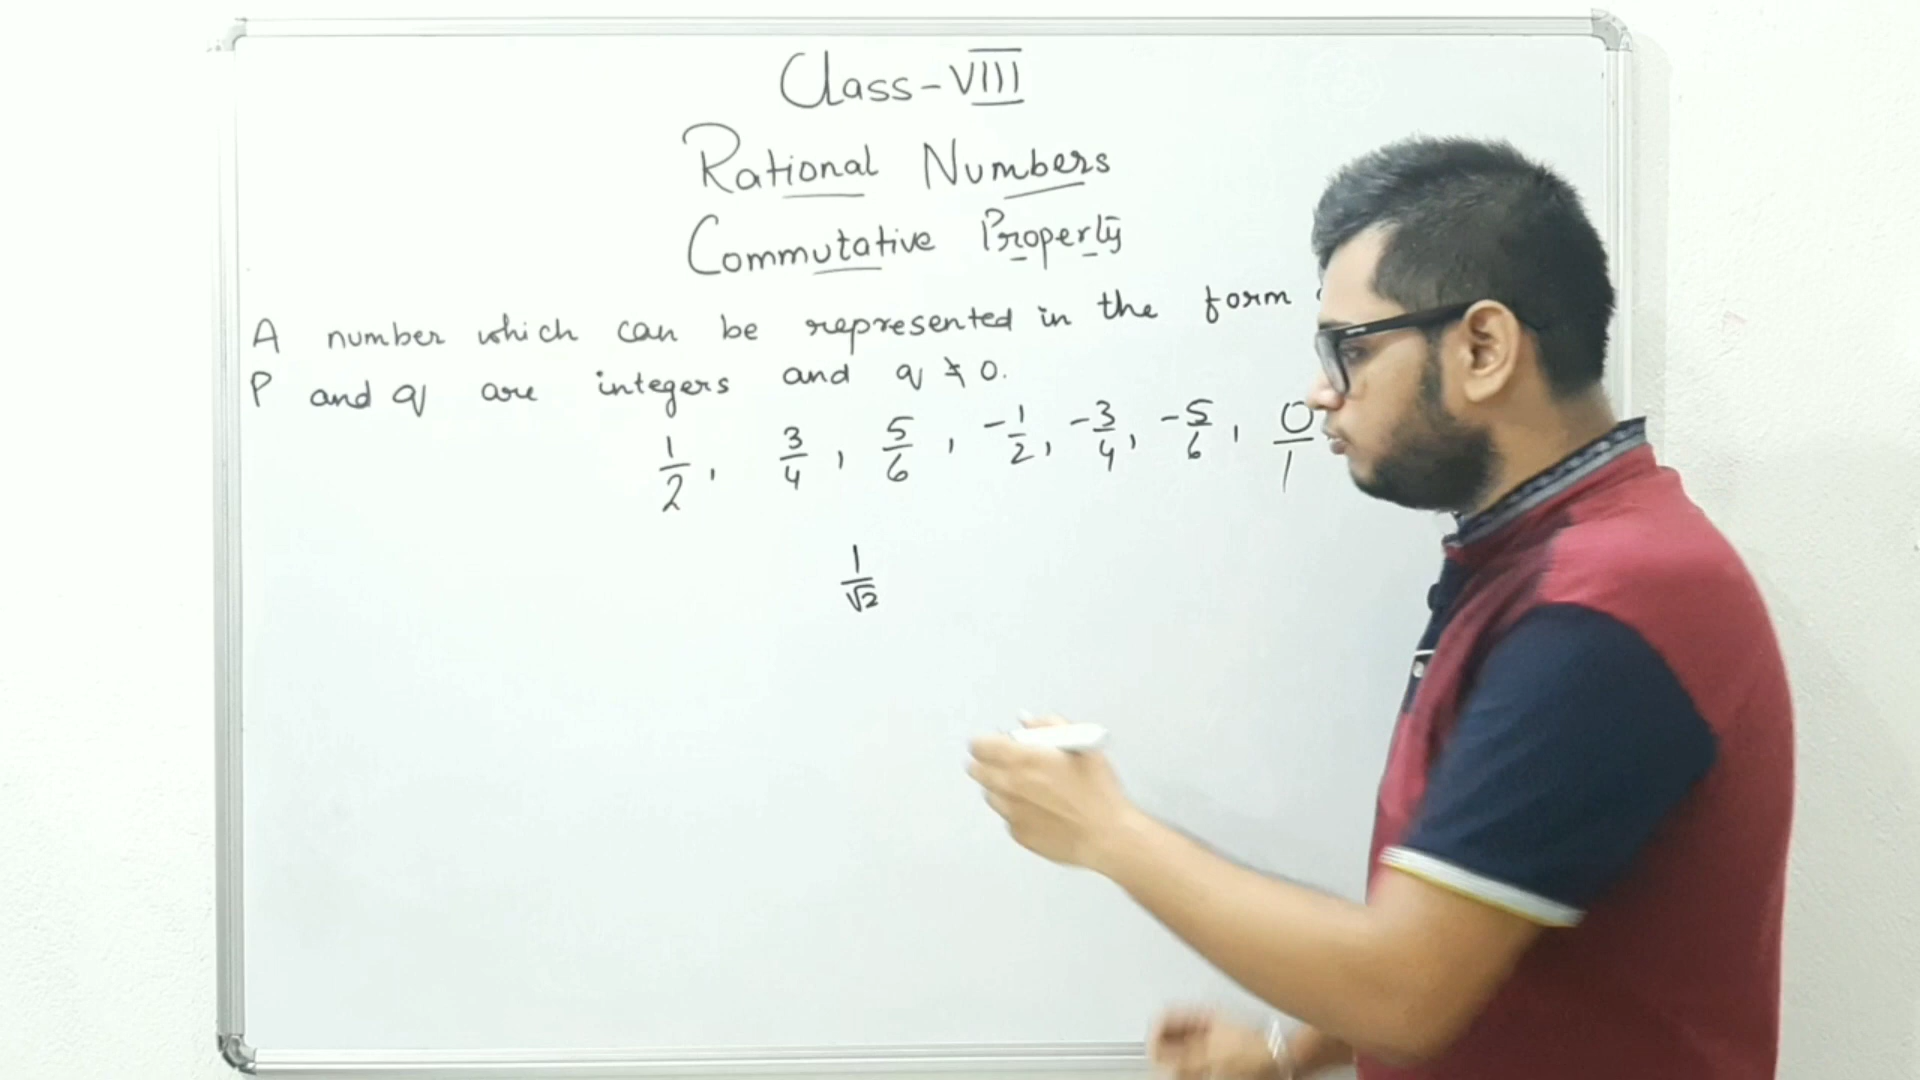 Class-VIII
Rational Numbers
Commutative Property
A number which can be represented in the form
P and q are integers and q ≠ 0.
1/2, 3/4, 5/6, -1/2, -3/4, -5/6, 0/1
1/√2